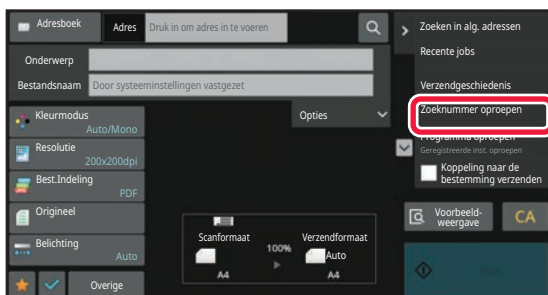 Adresboek
Adres
Druk in om adres in te voeren
Onderwerp
Bestandsnaam
Door systeeminstellingen vastgezet
Kleurmodus
Auto/Mono
Resolutie
200x200dpi
Best.Indeling
PDF
Origineel
Belichting
Auto
Overige
Opties
Scanformaat
100%
Verzendformaat
Auto
A4
A4
Zoeken in alg. adressen
Recente jobs
Verzendgeschiedenis
Zoeknummer oproepen
Programma oproepen
Geregistreerde inst. oproepen
Koppeling naar de
bestemming verzenden
Voorbeeld-
weergave
CA
Start